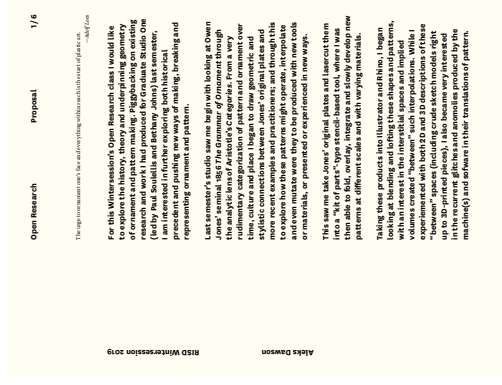 Open Research
Proposal
1/6
The urge to ornament one's face and everything within reach is the start of plastic art.
—Adolf Loos
For this Wintersession's Open Research class I would like
to explore the history, theory and underpinning geometry
of ornament and pattern making. Piggybacking on existing
research and work I had produced for Graduate Studio One
(led by Paul Soulellis and Bethany Johns) last semester,
I am interested in further exploring both historical
precedent and pushing new ways of making, breaking and
representing ornament and pattern.
Last semester's studio saw me begin with looking at Owen
Jones' seminal 1856 The Grammar of Ornament through
the analytic lens of Aristotle's Categories. From a very
rudimentary categorization of pattern and ornament over
time, culture and place I began to draw geometric and
stylistic connections between Jones' original plates and
more recent examples and practitioners; and through this
to explore how these patterns might operate, interpolate
and even mutate were they to be produced with new tools
or materials, or presented or experienced in new ways.
This saw me take Jones' original plates and lasercut them
into a "kit of parts"-type stencil-based tool, where I was
then able to fold, overlay, integrate and slowly develop new
patterns at different scales and with varying materials.
Taking these products into Illustrator and Rhino, I began
looking at blending and lofting these shapes and patterns,
with an interest in the interstitial spaces and implied
volumes created "between" such interpolations. While I
experiemented with both 2D and 3D descriptions of these
"between" spaces (including crude sketch models right
up to 3D-printed pieces), I also became very interested
in the recurrent glitches and anomolies produced by the
machine(s) and sofware in their translations of pattern.
RISD Wintersession 2019
Aleks Dawson